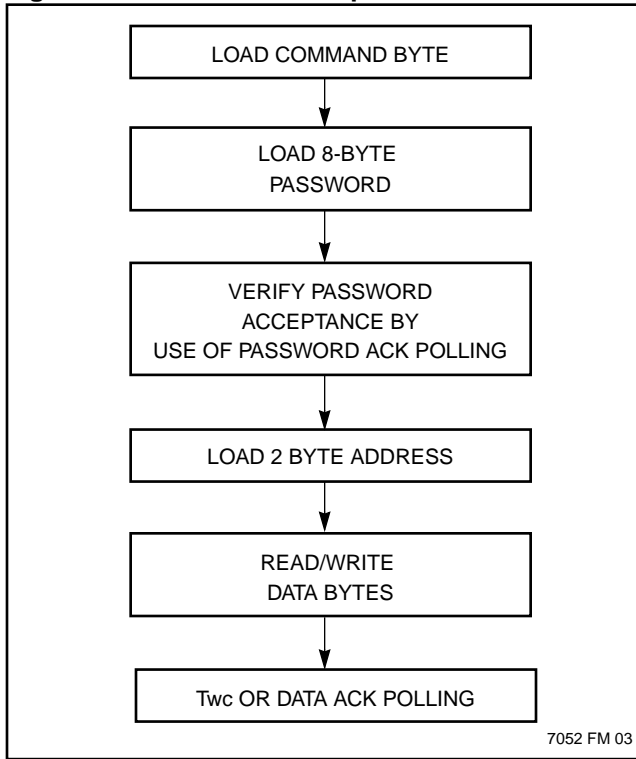 LOAD COMMAND BYTE
LOAD 8-BYTE
PASSWORD
VERIFY PASSWORD
ACCEPTANCE BY
USE OF PASSWORD ACK POLLING
LOAD 2 BYTE ADDRESS
READ/WRITE
DATA BYTES
Twc OR DATA ACK POLLING
7052 FM 03